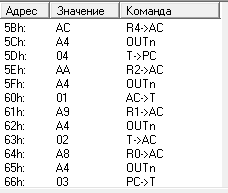 Адрес Значение Команда
5Bh: AC R4->AC
5Ch: A4 OUTn
5Dh: 04 T->PC
5Eh: AA R2->AC
5Fh: A4 OUTn
60h: 01 AC->T
61h: A9 R1->AC
62h: A4 OUTn
63h: 02 T->AC
64h: A8 R0->AC
65h: A4 OUTn
66h: 03 PC->T